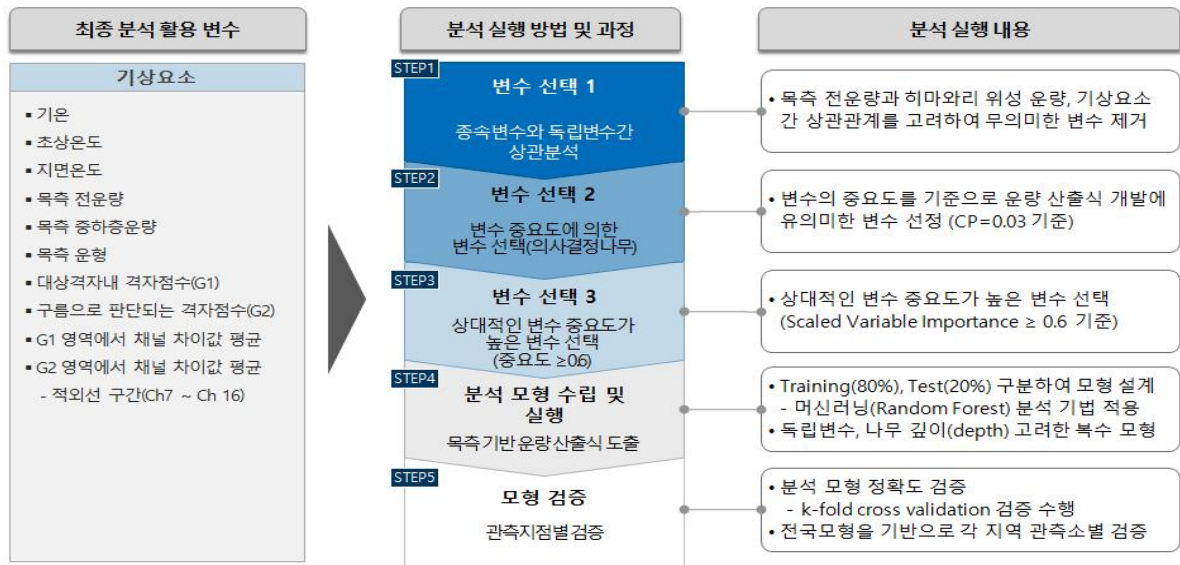 최종 분석 활용 변수
기상요소
▪ 기온
▪ 초상온도
▪ 지면온도
▪ 목측 전운량
▪ 목측 중하층운량
▪ 목측 운형
▪ 대상격자내 격자점수(G1)
▪ 구름으로 판단되는 격자점수(G2)
▪ G1 영역에서 채널 차이값 평균
▪ G2 영역에서 채널 차이값 평균
- 적외선 구간(Ch7 ~ Ch 16)
분석 실행 방법 및 과정
STEP1
변수 선택 1
종속변수와 독립변수간
상관분석
STEP2
변수 선택 2
변수 중요도에 의한
변수 선택(의사결정나무)
STEP3
변수 선택 3
상대적인 변수 중요도가
높은 변수 선택
(중요도 ≥0.6)
STEP4
분석 모형 수립 및
실행
목측 기반 운량 산출식 도출
STEP5
모형 검증
관측지점별 검증
분석 실행 내용
• 목측 전운량과 히마와리 위성 운량, 기상요소
간 상관관계를 고려하여 무의미한 변수 제거
• 변수의 중요도를 기준으로 운량 산출식 개발에
유의미한 변수 선정 (CP=0.03 기준)
• 상대적인 변수 중요도가 높은 변수 선택
(Scaled Variable Importance ≥ 0.6 기준)
• Training(80%), Test(20%) 구분하여 모형 설계
- 머신러닝(Random Forest) 분석 기법 적용
• 독립변수, 나무 깊이(depth) 고려한 복수 모형
• 분석 모형 정확도 검증
- k-fold cross validation 검증 수행
• 전국모형을 기반으로 각 지역 관측소별 검증